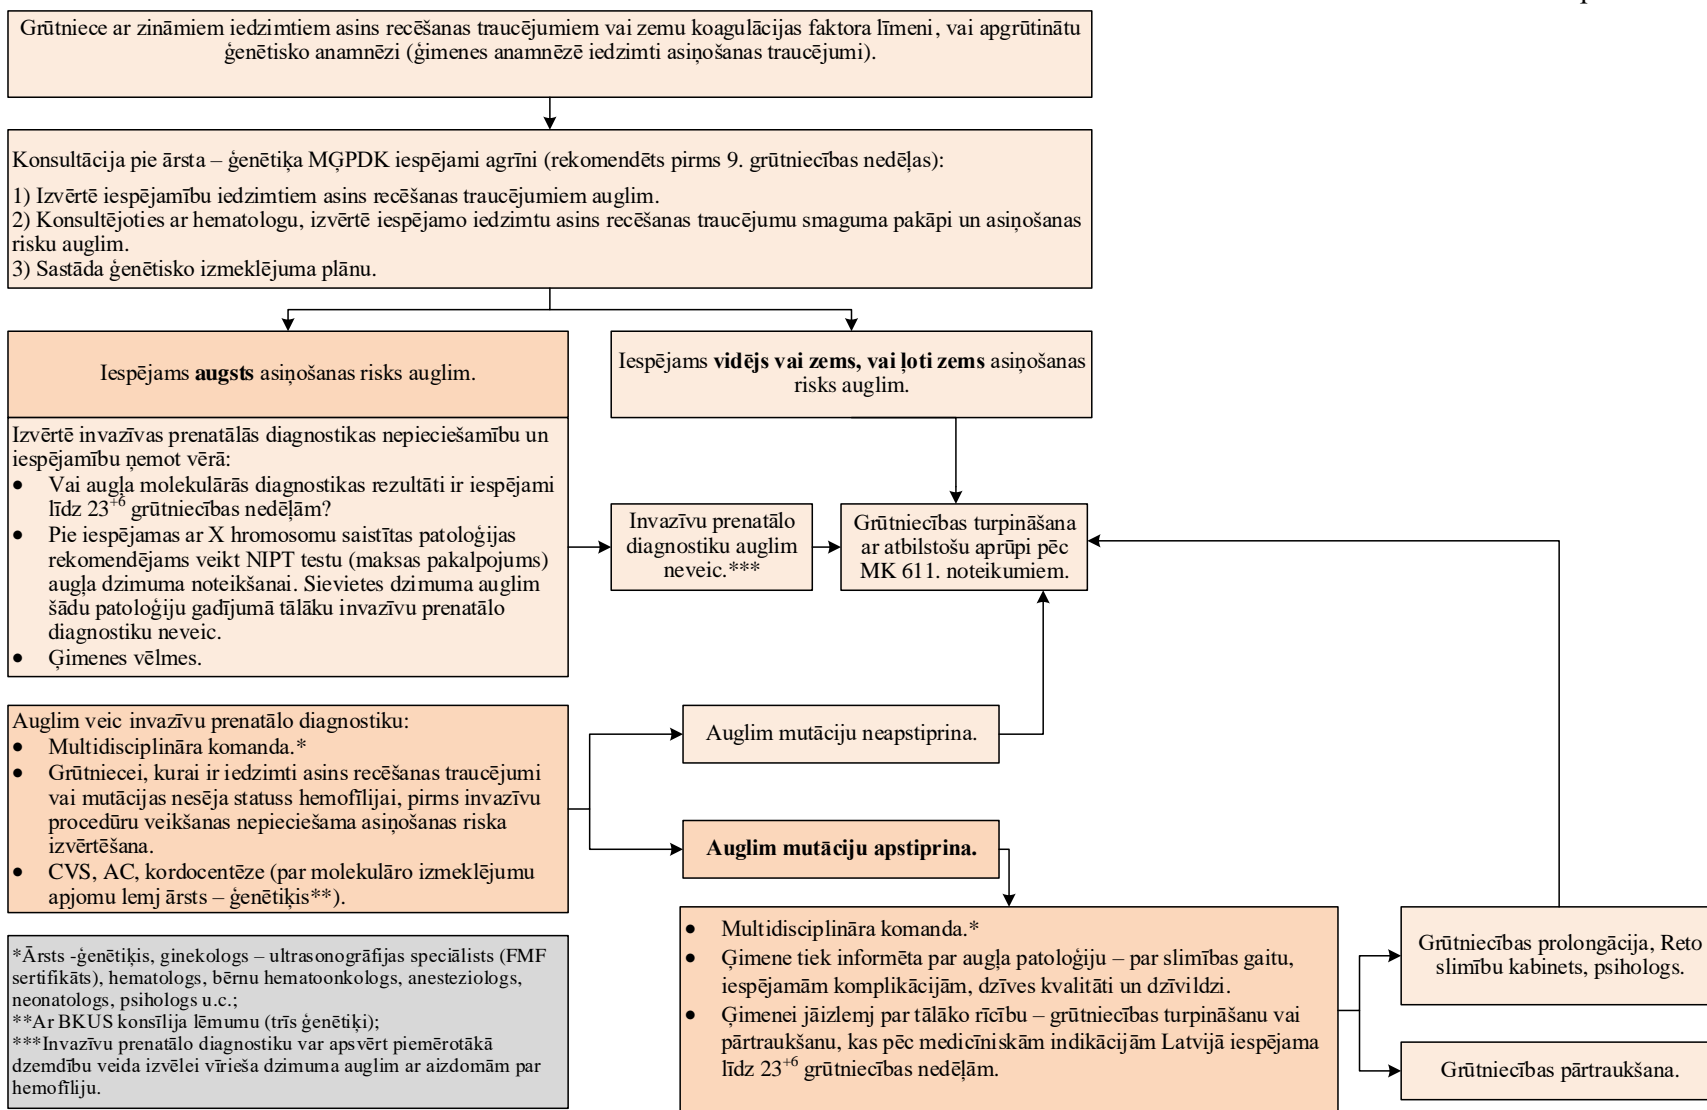 Grūtniece ar zināmiem iedzimtiem asins recēšanas traucējumiem vai zemu koagulācijas faktora līmeni, vai apgrūtinātu
ģenētisko anamnēzi (ģimenes anamnēzē iedzimti asiņošanas traucējumi).
Konsultācija pie ārsta – ģenētiķa MĢPDK iespējami agrīni (rekomendēts pirms 9. grūtniecības nedēļas):
1) Izvērtē iespējamību iedzimtiem asins recēšanas traucējumiem auglim.
2) Konsultējoties ar hematologu, izvērtē iespējamo iedzimtu asins recēšanas traucējumu smaguma pakāpi un asiņošanas
risku auglim.
3) Sastāda ģenētisko izmeklējuma plānu.
Iespējams augsts asiņošanas risks auglim.
Iespējams vidējs vai zems, vai ļoti zems asiņošanas
risks auglim.
Izvērtē invazīvas prenatālās diagnostikas nepieciešamību un
iespējamību ņemot vērā:
• Vai augļa molekulārās diagnostikas rezultāti ir iespējami
līdz 23⁺⁶ grūtniecības nedēļām?
• Pie iespējamas ar X hromosomu saistītas patoloģijas
rekomendējams veikt NIPT testu (maksas pakalpojums)
augļa dzimuma noteikšanai. Sievietes dzimuma auglim
šādu patoloģiju gadījumā tālāku invazīvu prenatālo
diagnostiku neveic.
• Ģimenes vēlmes.
Invazīvu prenatālo
diagnostiku auglim
neveic.***
Grūtniecības turpināšana
ar atbilstošu aprūpi pēc
MK 611. noteikumiem.
Auglim veic invazīvu prenatālo diagnostiku:
• Multidisciplināra komanda.*
• Grūtniecei, kurai ir iedzimti asins recēšanas traucējumi
vai mutācijas nesēja statuss hemofīlijai, pirms invazīvu
procedūru veikšanas nepieciešama asiņošanas riska
izvērtēšana.
• CVS, AC, kordocentēze (par molekulāro izmeklējumu
apjomu lemj ārsts – ģenētiķis**).
Auglim mutāciju neapstiprina.
Auglim mutāciju apstiprina.
• Multidisciplināra komanda.*
• Ģimene tiek informēta par augļa patoloģiju – par slimības gaitu,
iespējamām komplikācijām, dzīves kvalitāti un dzīvildzi.
• Ģimenei jāizlemj par tālāko rīcību – grūtniecības turpināšanu vai
pārtraukšanu, kas pēc medicīniskām indikācijām Latvijā iespējama
līdz 23⁺⁶ grūtniecības nedēļām.
Grūtniecības prolongācija, Reto
slimību kabinets, psihologs.
Grūtniecības pārtraukšana.
*Ārsts -ģenētiķis, ginekologs – ultrasonogrāfijas speciālists (FMF
sertifikāts), hematologs, bērnu hematoonkologs, anesteziologs,
neonatologs, psihologs u.c.;
**Ar BKUS konsīlija lēmumu (trīs ģenētiķi);
***Invazīvu prenatālo diagnostiku var apsvērt piemērotākā
dzemdību veida izvēlei vīrieša dzimuma auglim ar aizdomām par
hemofīliju.